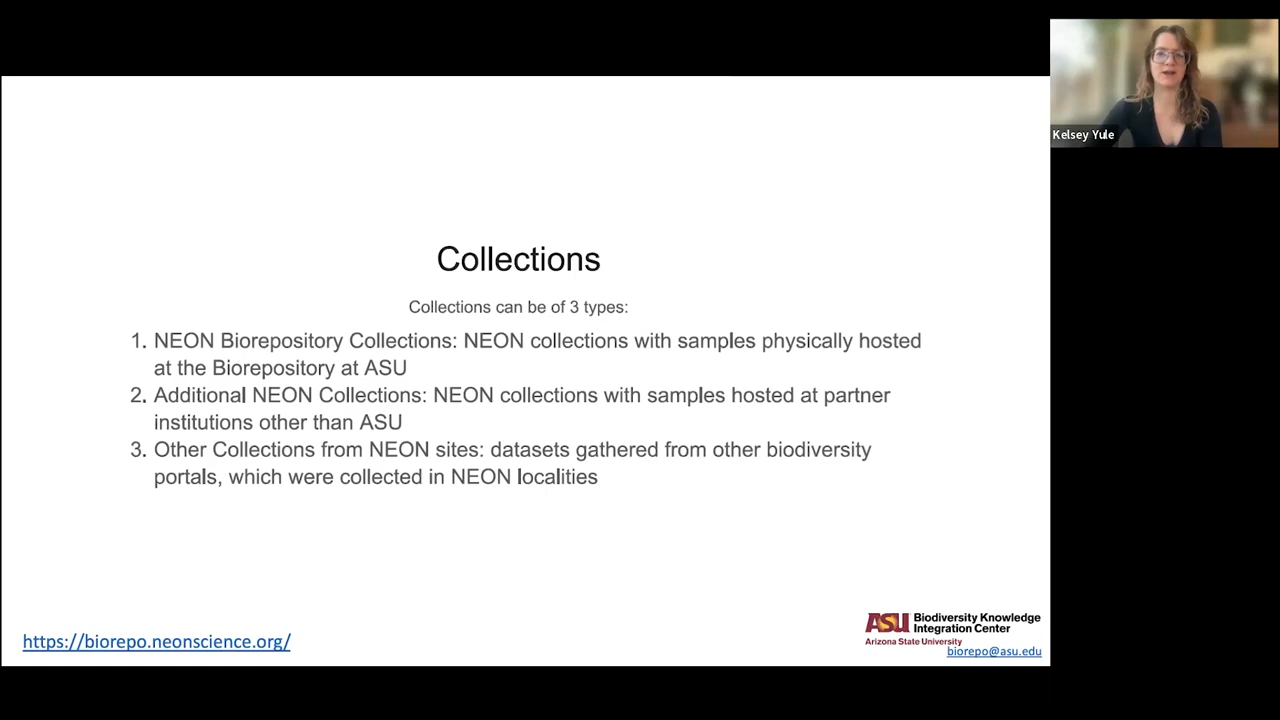 Kelsey Yule
Collections
Collections can be of 3 types:
1. NEON Biorepository Collections: NEON collections with samples physically hosted
at the Biorepository at ASU
2. Additional NEON Collections: NEON collections with samples hosted at partner
institutions other than ASU
3. Other Collections from NEON sites: datasets gathered from other biodiversity
portals, which were collected in NEON localities
https://biorepo.neonscience.org/
ASU Biodiversity Knowledge
Integration Center
Arizona State University
biorepo@asu.edu